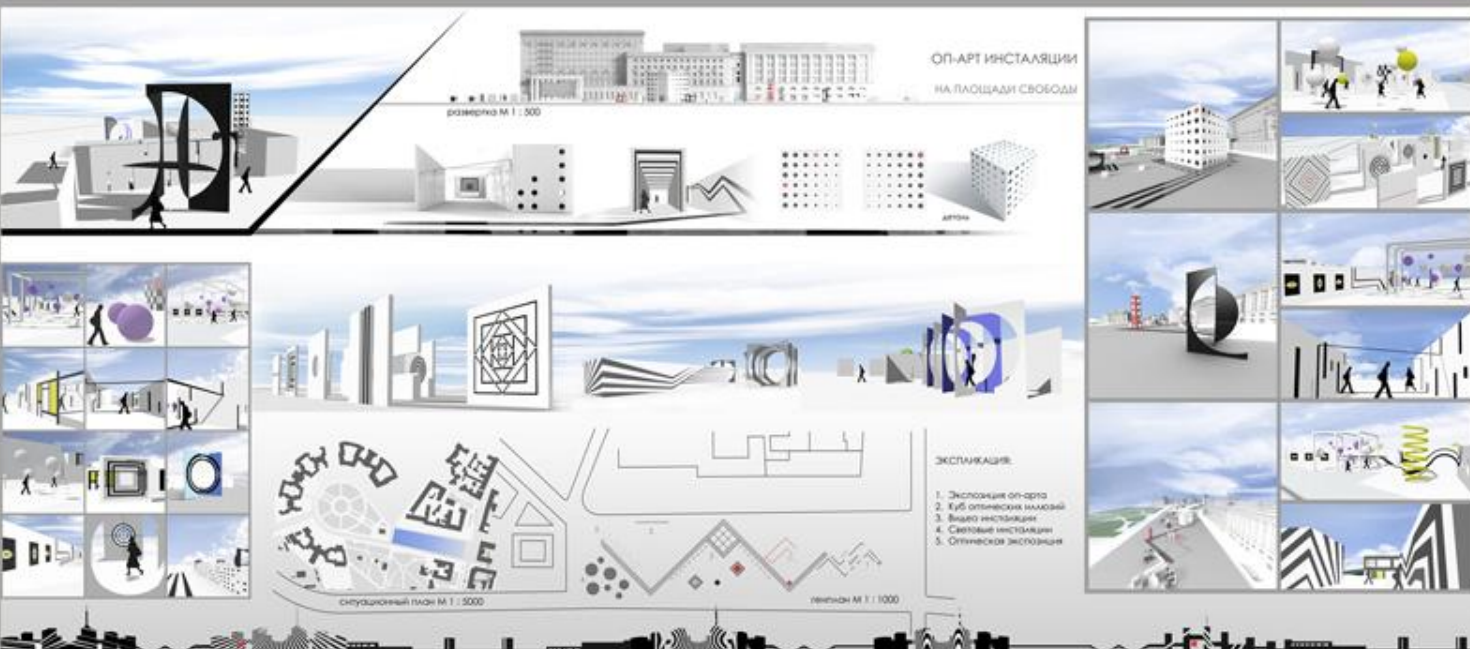 ОП-АРТ ИНСТАЛЯЦИИ
НА ПЛОЩАДИ СВОБОДЫ
развертка М 1 : 500
ЭКСПЛИКАЦИЯ:
1. Экспозиция оп-арта
2. Куб оптических иллюзий
3. Видео инсталяции
4. Световые инсталяции
5. Оптическая экспозиция
ситуационный план М 1 : 5000
генплан М 1 : 1000